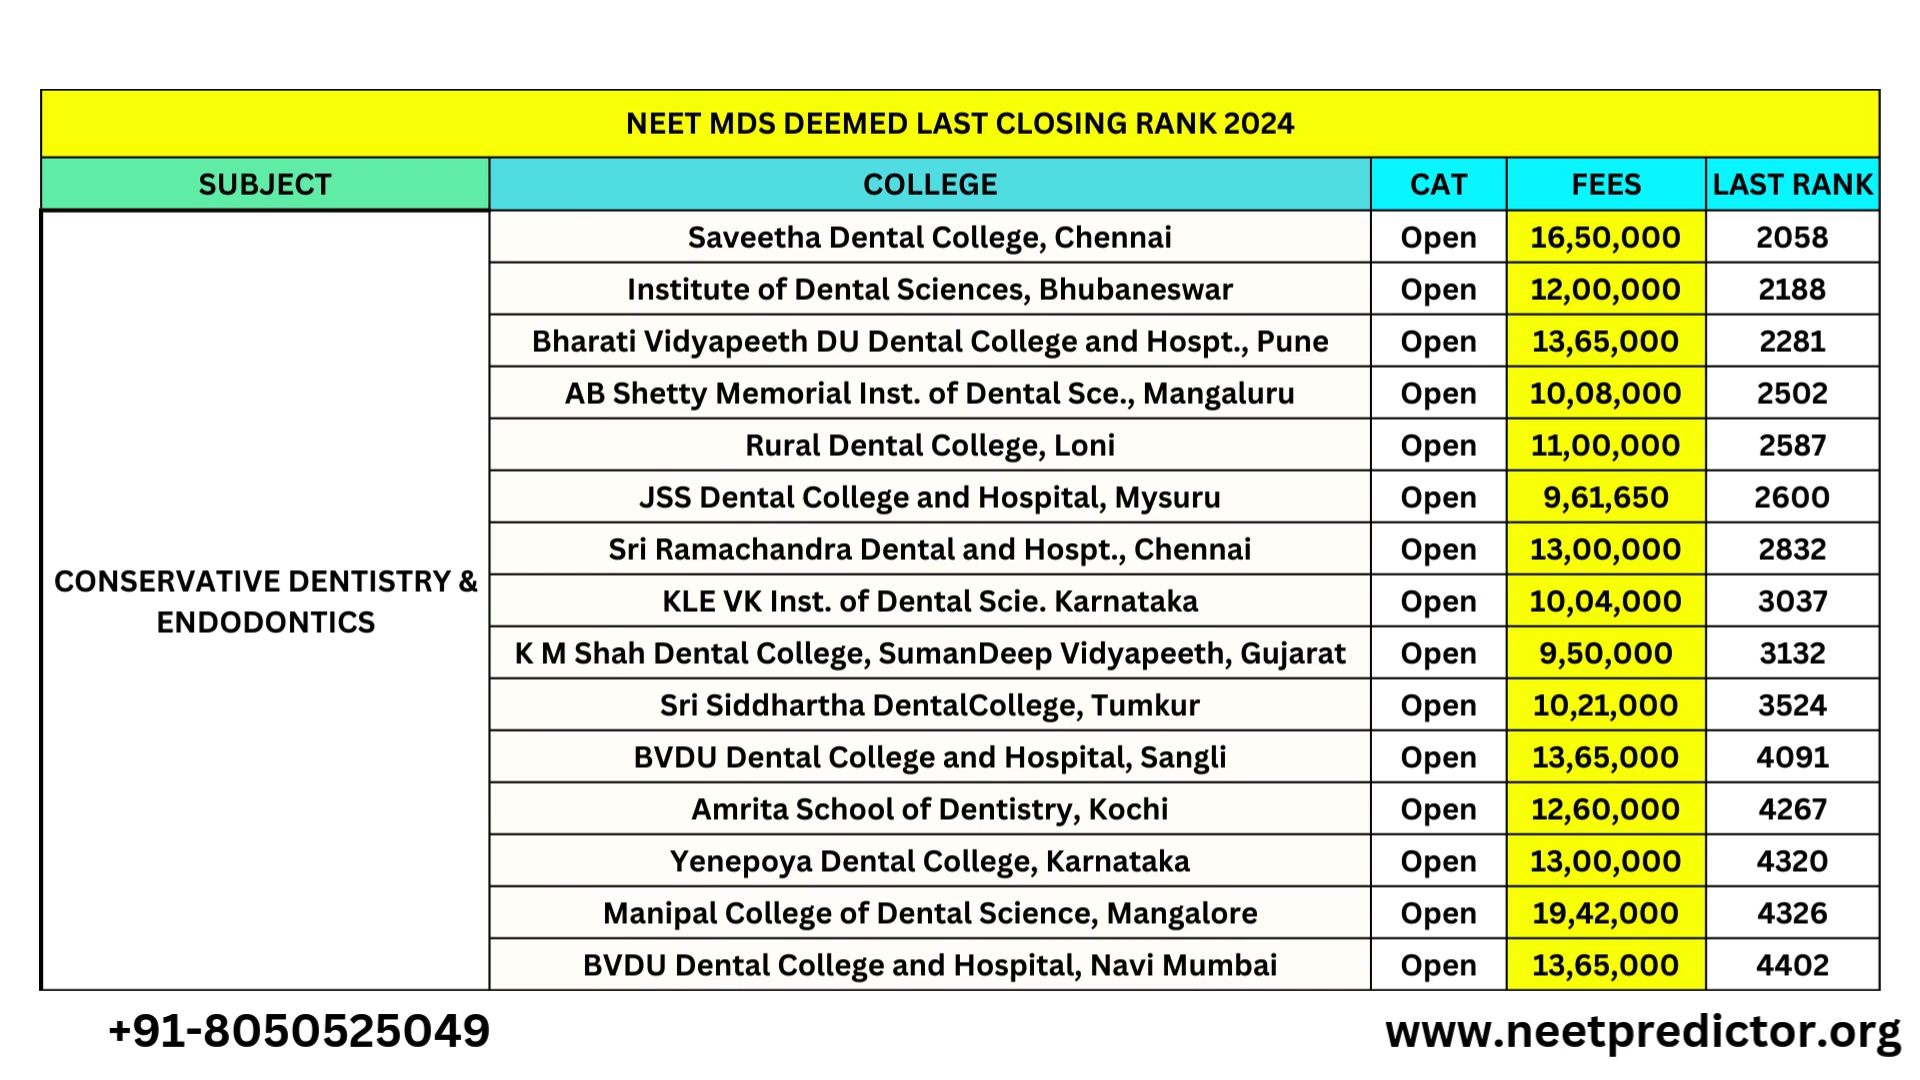 NEET MDS DEEMED LAST CLOSING RANK 2024
SUBJECT COLLEGE CAT FEES LAST RANK
CONSERVATIVE DENTISTRY &
ENDODONTICS
Saveetha Dental College, Chennai Open 16,50,000 2058
Institute of Dental Sciences, Bhubaneswar Open 12,00,000 2188
Bharati Vidyapeeth DU Dental College and Hospt., Pune Open 13,65,000 2281
AB Shetty Memorial Inst. of Dental Sce., Mangaluru Open 10,08,000 2502
Rural Dental College, Loni Open 11,00,000 2587
JSS Dental College and Hospital, Mysuru Open 9,61,650 2600
Sri Ramachandra Dental and Hospt., Chennai Open 13,00,000 2832
KLE VK Inst. of Dental Scie. Karnataka Open 10,04,000 3037
K M Shah Dental College, SumanDeep Vidyapeeth, Gujarat Open 9,50,000 3132
Sri Siddhartha DentalCollege, Tumkur Open 10,21,000 3524
BVDU Dental College and Hospital, Sangli Open 13,65,000 4091
Amrita School of Dentistry, Kochi Open 12,60,000 4267
Yenepoya Dental College, Karnataka Open 13,00,000 4320
Manipal College of Dental Science, Mangalore Open 19,42,000 4326
BVDU Dental College and Hospital, Navi Mumbai Open 13,65,000 4402
+91-8050525049 www.neetpredictor.org